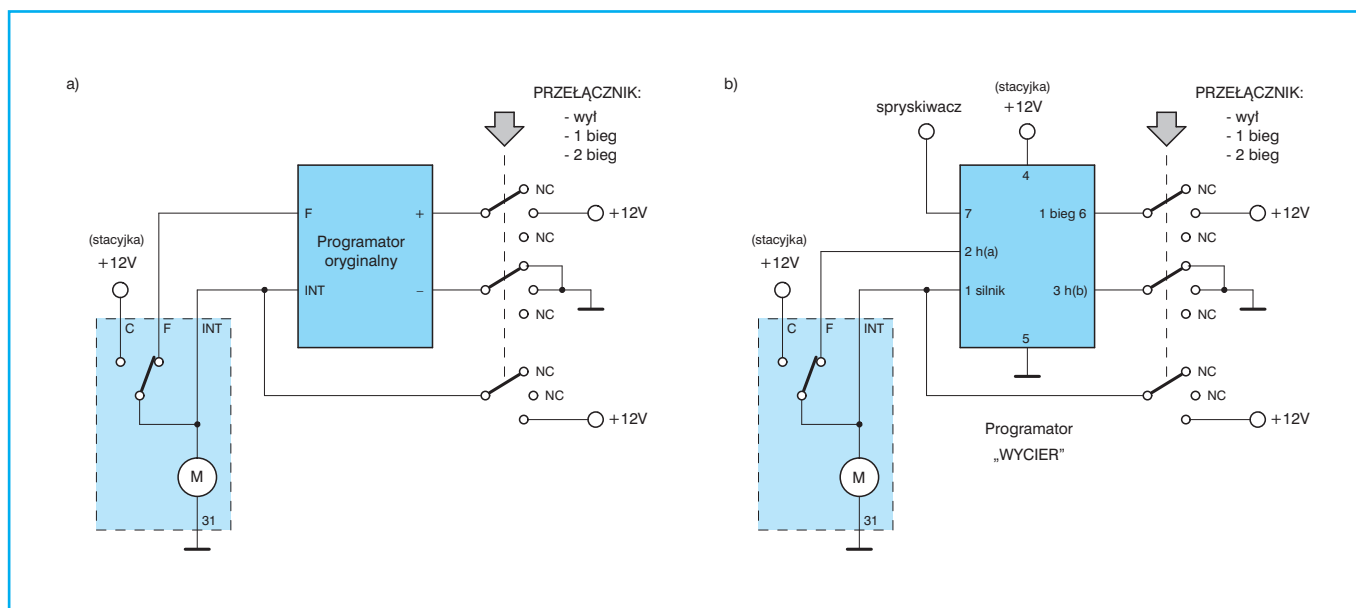 a)
PRZEŁĄCZNIK:
- wył
- 1 bieg
- 2 bieg
NC
+12V
NC
F
+
Programator
oryginalny
INT
−
NC
(stacyjka)
+12V
C
F
INT
NC
NC
+12V
M
31
b)
spryskiwacz
(stacyjka)
+12V
PRZEŁĄCZNIK:
- wył
- 1 bieg
- 2 bieg
4
NC
7
1 bieg 6
+12V
NC
2 h(a)
(stacyjka)
+12V
1 silnik
3 h(b)
NC
5
C
F
INT
NC
NC
+12V
Programator
„WYCIER”
M
31